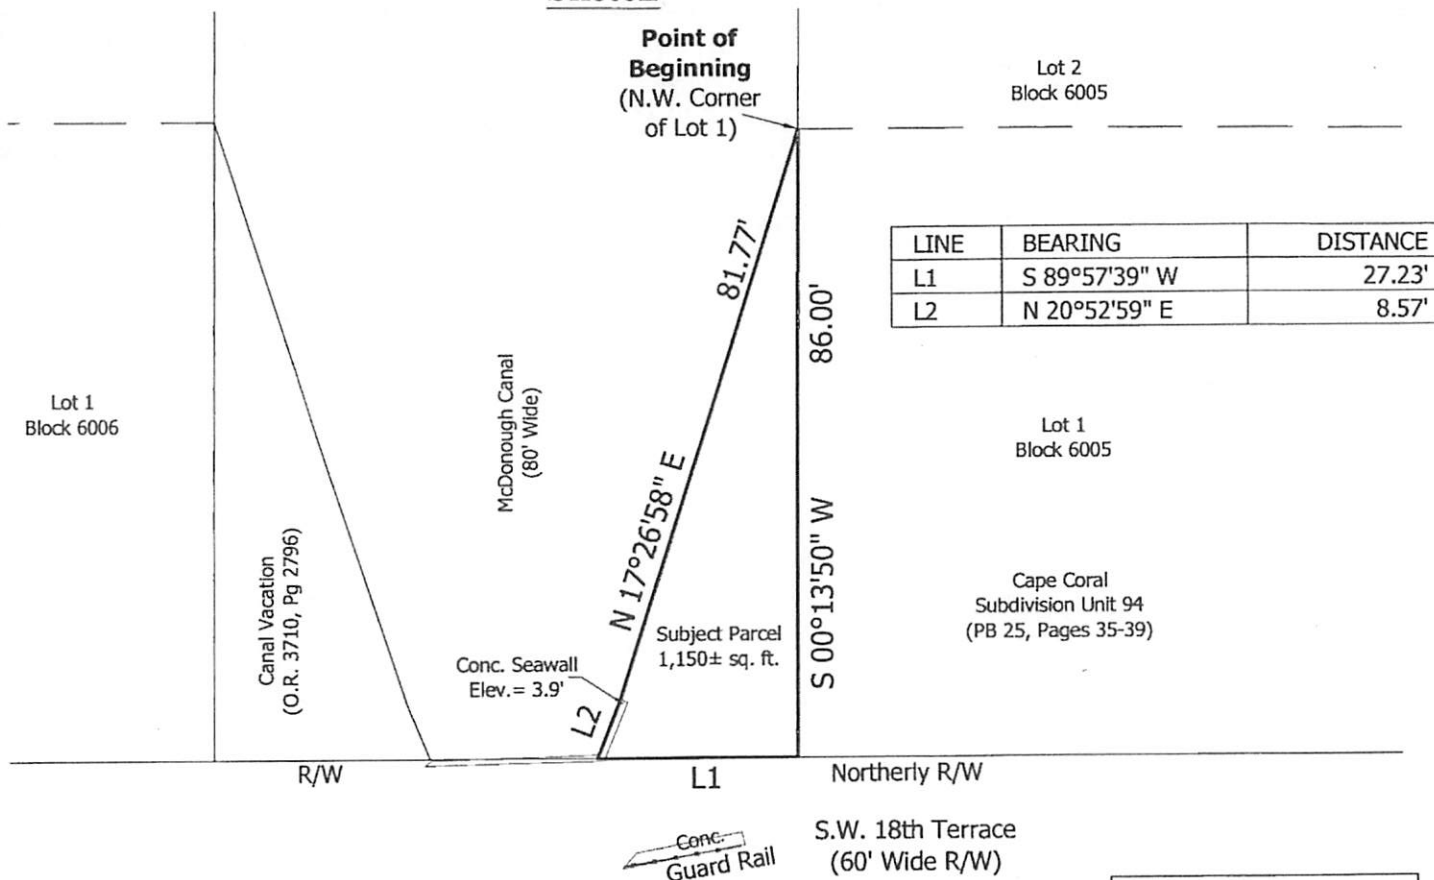 Point of
Beginning
(N.W. Corner
of Lot 1)
Lot 2
Block 6005
LINE BEARING DISTANCE
L1 S 89°57'39" W 27.23'
L2 N 20°52'59" E 8.57'
81.77'
86.00'
Lot 1
Block 6006
McDonough Canal
(80' Wide)
Lot 1
Block 6005
N 17°26'58" E
S 00°13'50" W
Canal Vacation
(O.R. 3710, Pg 2796)
Cape Coral
Subdivision Unit 94
(PB 25, Pages 35-39)
Subject Parcel
1,150± sq. ft.
Conc. Seawall
Elev.= 3.9'
L2
R/W
L1
Northerly R/W
Conc.
Guard Rail
S.W. 18th Terrace
(60' Wide R/W)